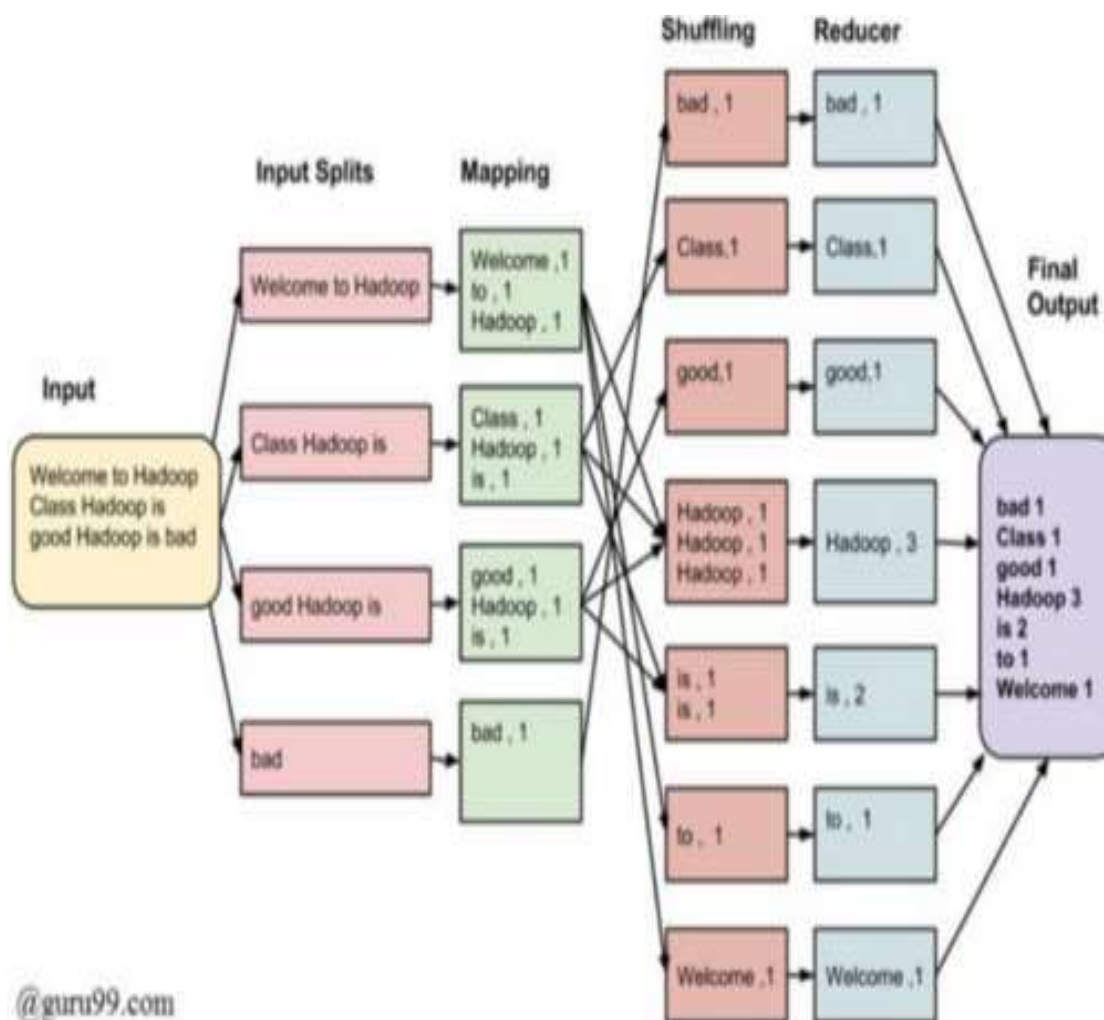 Input
Welcome to Hadoop
Class Hadoop is
good Hadoop is bad
Input Splits
Welcome to Hadoop
Class Hadoop is
good Hadoop is
bad
Mapping
Welcome ,1
to , 1
Hadoop , 1
Class , 1
Hadoop , 1
is , 1
good , 1
Hadoop , 1
is , 1
bad , 1
Shuffling
bad , 1
Class,1
good,1
Hadoop , 1
Hadoop , 1
Hadoop , 1
is , 1
is , 1
to , 1
Welcome ,1
Reducer
bad , 1
Class,1
good,1
Hadoop , 3
is , 2
to , 1
Welcome ,1
Final
Output
bad 1
Class 1
good 1
Hadoop 3
is 2
to 1
Welcome 1
@guru99.com